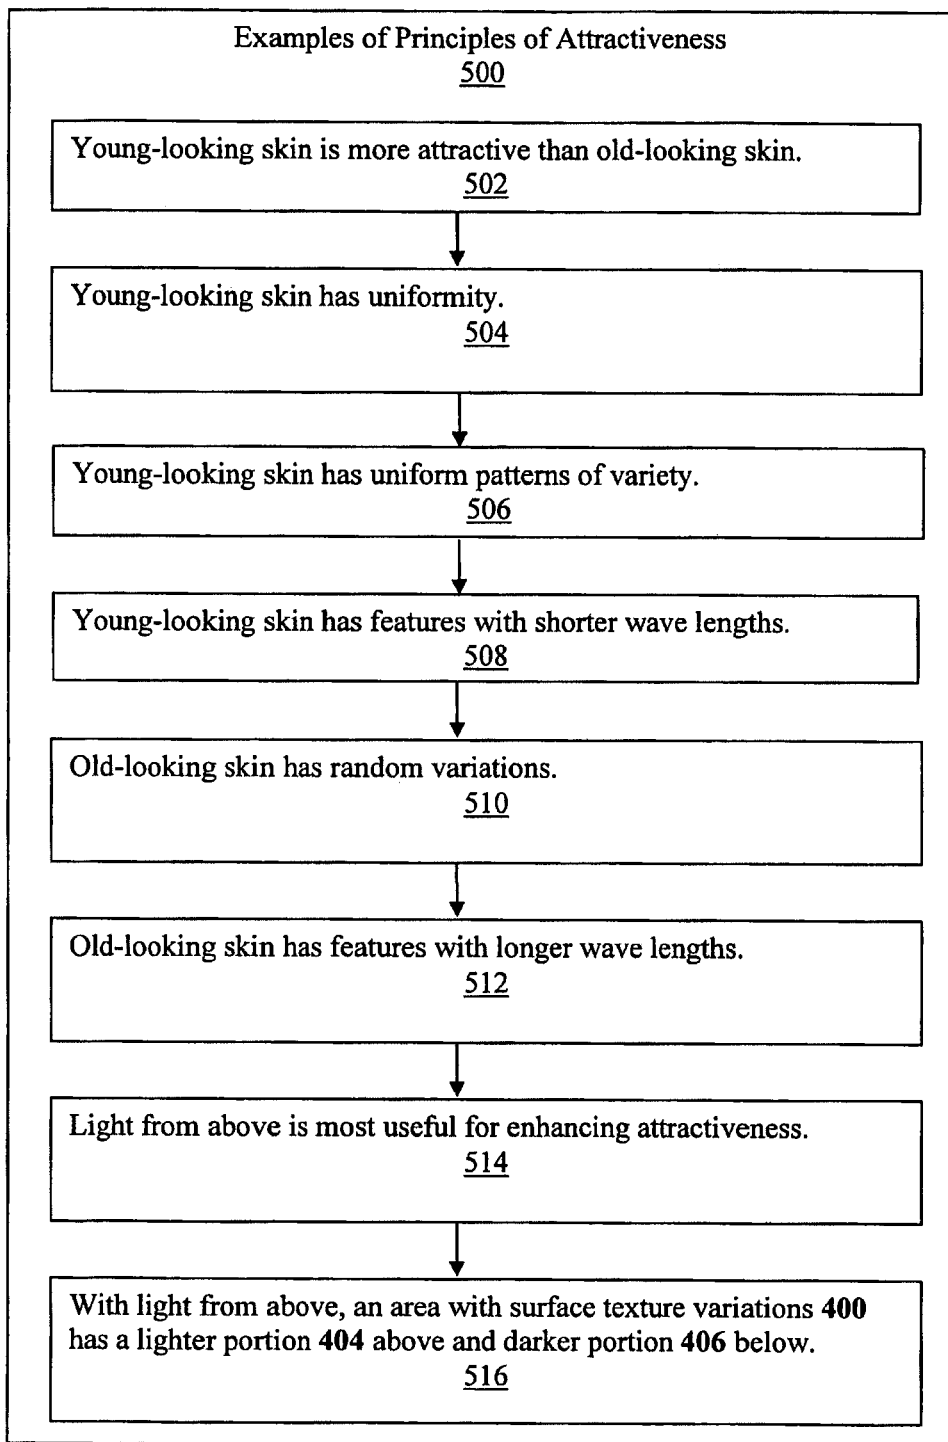 Examples of Principles of Attractiveness
500
Young-looking skin is more attractive than old-looking skin.
502
Young-looking skin has uniformity.
504
Young-looking skin has uniform patterns of variety.
506
Young-looking skin has features with shorter wave lengths.
508
Old-looking skin has random variations.
510
Old-looking skin has features with longer wave lengths.
512
Light from above is most useful for enhancing attractiveness.
514
With light from above, an area with surface texture variations 400
has a lighter portion 404 above and darker portion 406 below.
516